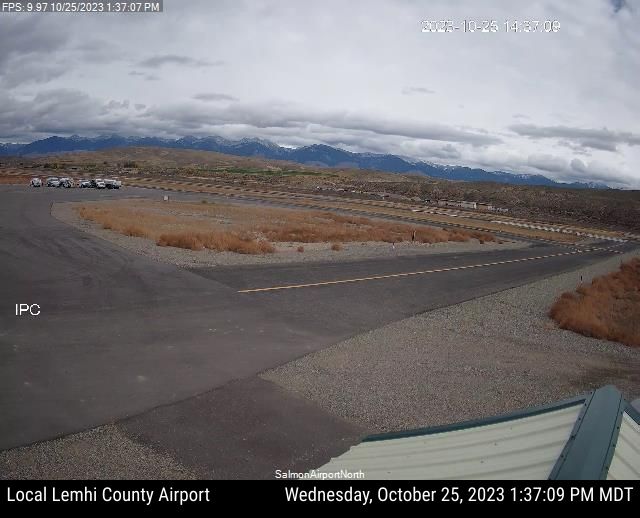 FPS: 9.97 10/25/2023 1:37:07 PM
2023-10-25 14:37:09
IPC
SalmonAirportNorth
Local Lemhi County Airport Wednesday, October 25, 2023 1:37:09 PM MDT